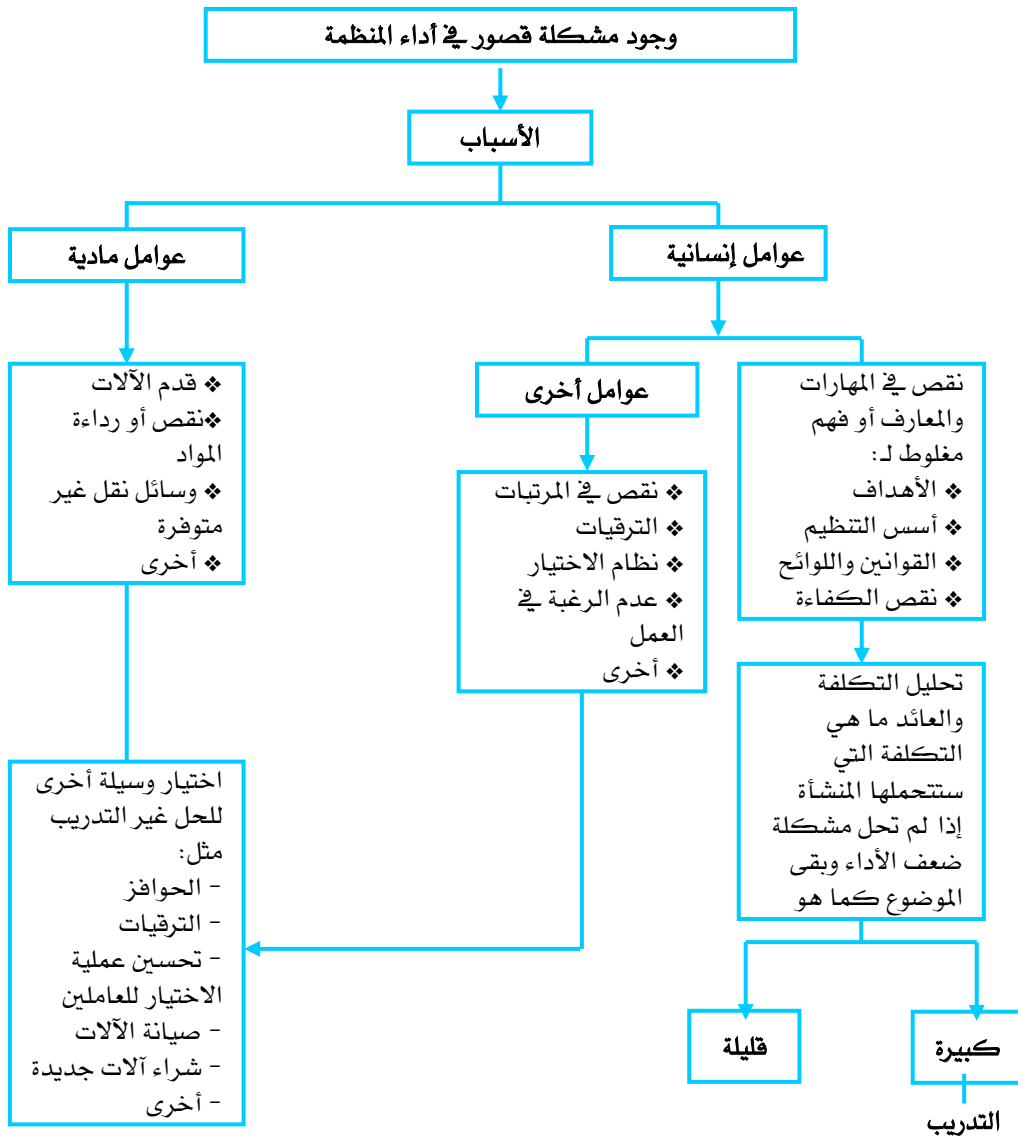 وجود مشكلة قصور في أداء المنظمة
الأسباب
عوامل إنسانية
عوامل مادية
نقص في المهارات
والمعارف أو فهم
مغلوط لـ:
❖ الأهداف
❖ أسس التنظيم
❖ القوانين واللوائح
❖ نقص الكفاءة
عوامل أخرى
❖ نقص في المرتبات
❖ الترقيات
❖ نظام الاختيار
❖ عدم الرغبة في
العمل
❖ أخرى
❖ قدم الآلات
❖نقص أو رداءة
المواد
❖ وسائل نقل غير
متوفرة
❖ أخرى
تحليل التكلفة
والعائد ما هي
التكلفة التي
ستتحملها المنشأة
إذا لم تحل مشكلة
ضعف الأداء وبقى
الموضوع كما هو
اختيار وسيلة أخرى
للحل غير التدريب
مثل:
- الحوافز
- الترقيات
- تحسين عملية
الاختيار للعاملين
- صيانة الآلات
- شراء آلات جديدة
- أخرى
كبيرة
قليلة
التدريب